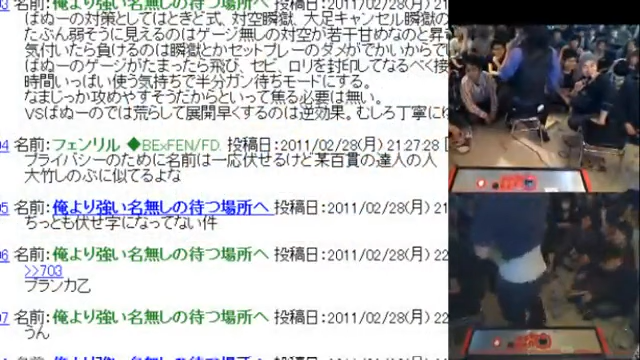 03 名前:俺より強い名無しの待つ場所へ 投稿日:2011/02/28(月) 21
ばぬーの対策としてはときど式、対空瞬獄、大足キャンセル瞬獄の
たぶん弱そうに見えるのはゲージ無しの対空が若干甘めなのと昇
気付いたら負けるのは瞬獄とかセットプレーのダメがでかいからで
ばぬーのゲージがたまったら飛び、セビ、ロリを封印してなるべく接
時間いっぱい使う気持ちで半分ガン待ちモードにする。
なまじっか攻めやすそうだからといって焦る必要は無い。
VSばぬーのでは荒らして展開早くするのは逆効果。むしろ丁寧に
04 名前:フェンリル ◆BExFEN/FD. 投稿日:2011/02/28(月) 21:27:28 [
プライバシーのために名前は一応伏せるけど某百貫の達人の人
大竹しのぶに似てるよな
05 名前:俺より強い名無しの待つ場所へ 投稿日:2011/02/28(月) 21
ちっとも伏せ字になってない件
06 名前:俺より強い名無しの待つ場所へ 投稿日:2011/02/28(月) 22
>>703
ブランカ乙
07 名前:俺より強い名無しの待つ場所へ 投稿日:2011/02/28(月) 22
うん